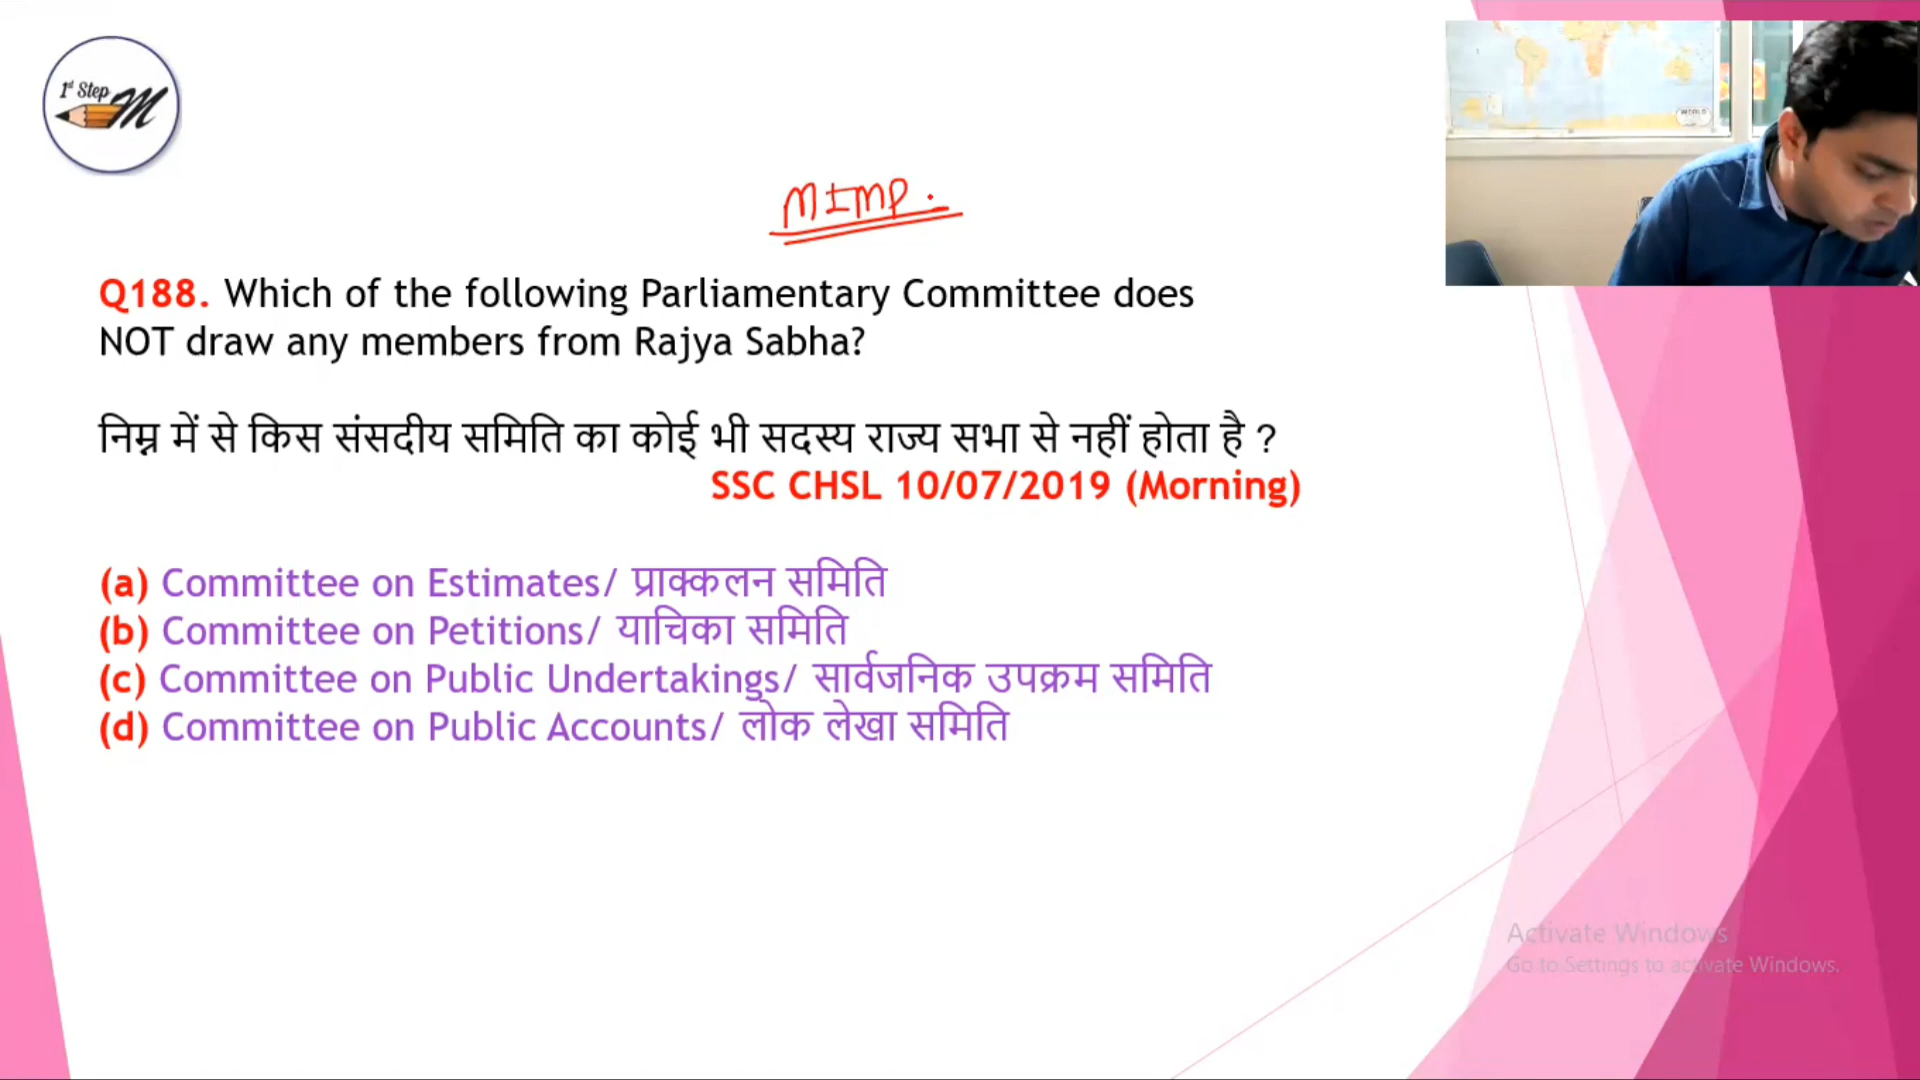 1st Step
M
MIMP.
WORLD
Q188. Which of the following Parliamentary Committee does
NOT draw any members from Rajya Sabha?
निम्न में से किस संसदीय समिति का कोई भी सदस्य राज्य सभा से नहीं होता है ?
SSC CHSL 10/07/2019 (Morning)
(a) Committee on Estimates/ प्राक्कलन समिति
(b) Committee on Petitions/ याचिका समिति
(c) Committee on Public Undertakings/ सार्वजनिक उपक्रम समिति
(d) Committee on Public Accounts/ लोक लेखा समिति
Activate Windows
Go to Settings to activate Windows.